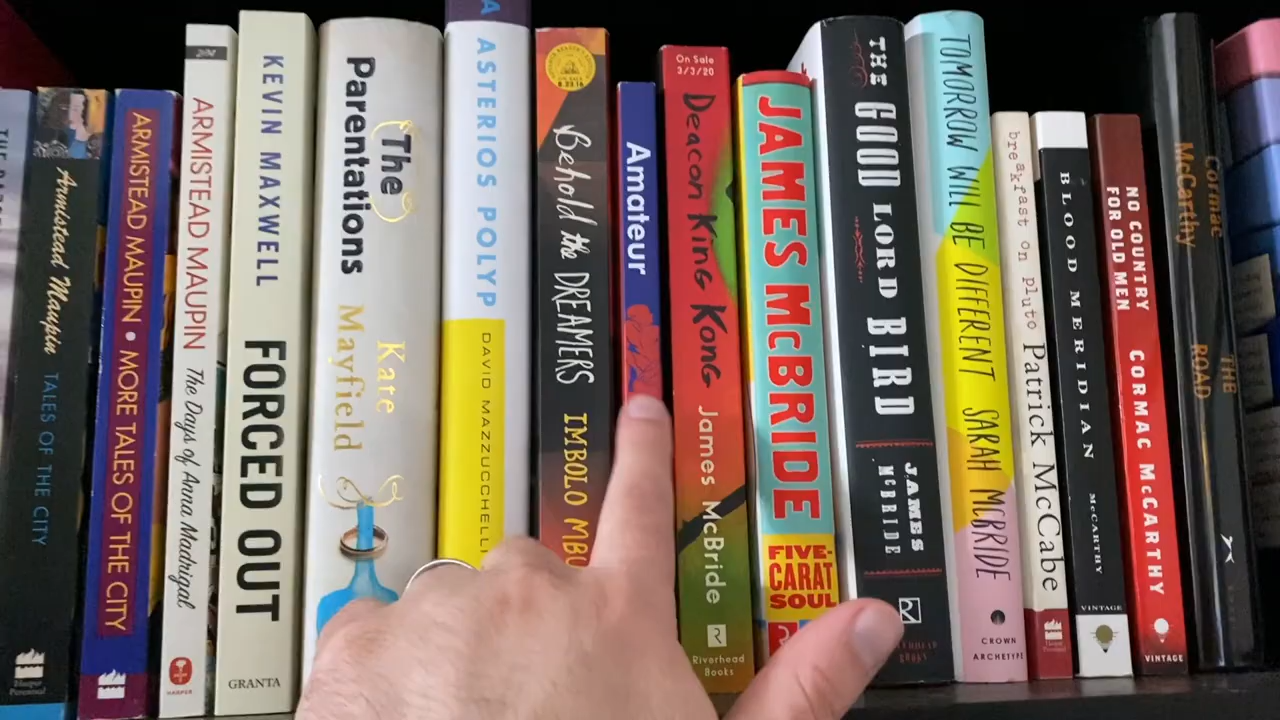 Armistead Maupin TALES OF THE CITY
Harper Perennial
ARMISTEAD MAUPIN • MORE TALES OF THE CITY
ARMISTEAD MAUPIN The Days of Anna Madrigal
HARPER
KEVIN MAXWELL FORCED OUT
GRANTA
The
Parentations
Kate
Mayfield
A
ASTERIOS POLYP DAVID MAZZUCCHELLI
Behold the DREAMERS IMBOLO MBO
Amateur
On Sale
3/3/20
Deacon King Kong James McBride
Riverhead
Books
JAMES McBRIDE
FIVE-
CARAT
SOUL
THE GOOD LORD BIRD JAMES
McBRIDE
TOMORROW WILL BE DIFFERENT SARAH McBRIDE
CROWN
ARCHETYPE
breakfast on pluto Patrick McCabe
BLOOD MERIDIAN McCARTHY
VINTAGE
NO COUNTRY
FOR OLD MEN CORMAC McCARTHY
VINTAGE
Cormac
McCarthy
THE
ROAD